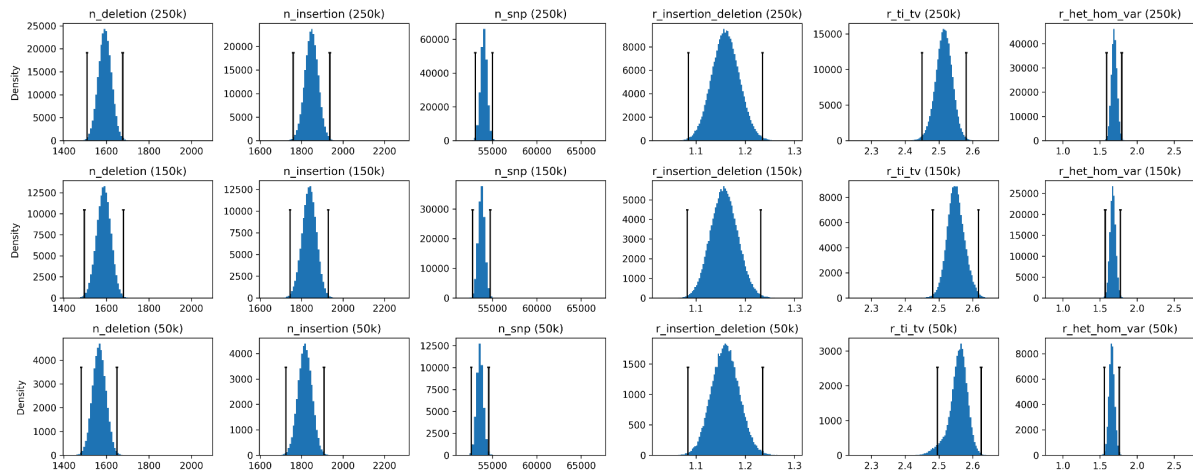 n_deletion (250k) n_insertion (250k) n_snp (250k) r_insertion_deletion (250k) r_ti_tv (250k) r_het_hom_var (250k)
Density
25000 20000 15000 10000 5000 0
20000 15000 10000 5000 0
60000 40000 20000 0
8000 6000 4000 2000 0
15000 10000 5000 0
40000 30000 20000 10000 0
1400 1600 1800 2000
1600 1800 2000 2200
55000 60000 65000
1.1 1.2 1.3
2.3 2.4 2.5 2.6
1.0 1.5 2.0 2.5
n_deletion (150k) n_insertion (150k) n_snp (150k) r_insertion_deletion (150k) r_ti_tv (150k) r_het_hom_var (150k)
Density
12500 10000 7500 5000 2500 0
12500 10000 7500 5000 2500 0
30000 20000 10000 0
5000 4000 3000 2000 1000 0
8000 6000 4000 2000 0
25000 20000 15000 10000 5000 0
1400 1600 1800 2000
1600 1800 2000 2200
55000 60000 65000
1.1 1.2 1.3
2.3 2.4 2.5 2.6
1.0 1.5 2.0 2.5
n_deletion (50k) n_insertion (50k) n_snp (50k) r_insertion_deletion (50k) r_ti_tv (50k) r_het_hom_var (50k)
Density
4000 3000 2000 1000 0
4000 3000 2000 1000 0
12500 10000 7500 5000 2500 0
1500 1000 500 0
3000 2000 1000 0
8000 6000 4000 2000 0
1400 1600 1800 2000
1600 1800 2000 2200
55000 60000 65000
1.1 1.2 1.3
2.3 2.4 2.5 2.6
1.0 1.5 2.0 2.5